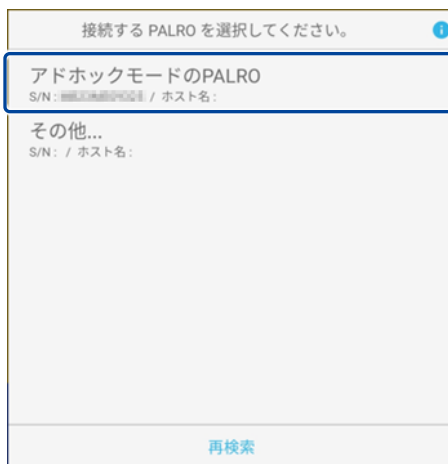 接続する PALRO を選択してください。
アドホックモードのPALRO
S/N : / ホスト名 :
その他...
S/N : / ホスト名 :
再検索